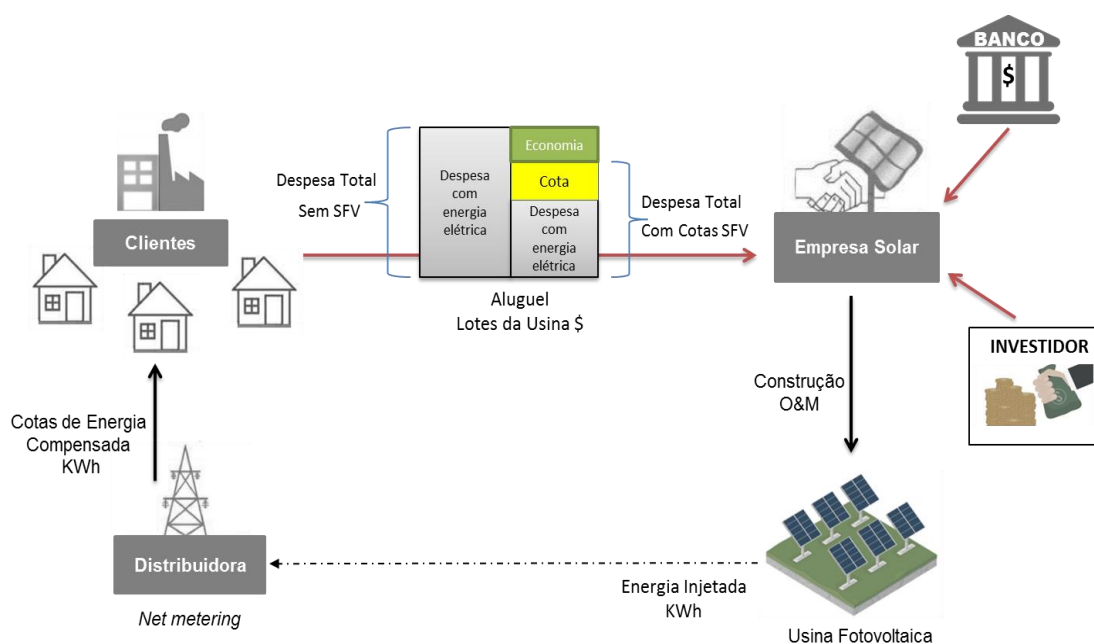 BANCO
$
Clientes
Despesa Total
Sem SFV
Despesa
com
energia
elétrica
Economia
Cota
Despesa
com
energia
elétrica
Despesa Total
Com Cotas SFV
Aluguel
Lotes da Usina $
Empresa Solar
INVESTIDOR
Construção
O&M
Cotas de Energia
Compensada
KWh
Distribuidora
Net metering
Energia Injetada
KWh
Usina Fotovoltaica